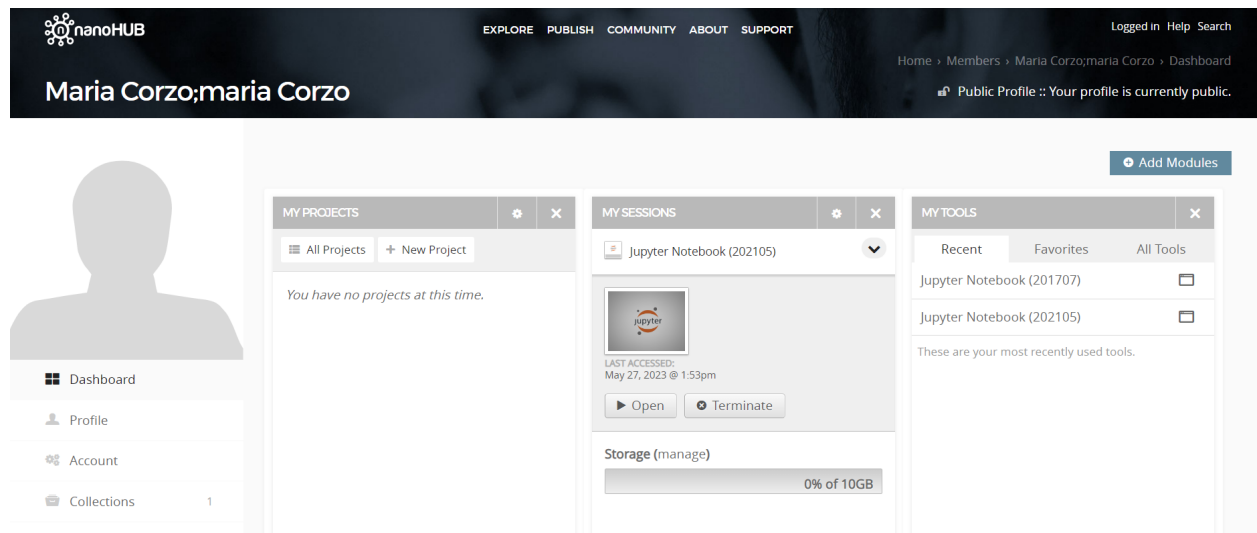 nanoHUB
EXPLORE PUBLISH COMMUNITY ABOUT SUPPORT
Logged in Help Search
Home › Members › Maria Corzo;maria Corzo › Dashboard
Maria Corzo;maria Corzo
Public Profile :: Your profile is currently public.
Add Modules
Dashboard
Profile
Account
Collections 1
MY PROJECTS
All Projects New Project
You have no projects at this time.
MY SESSIONS
Jupyter Notebook (202105)
jupyter
LAST ACCESSED:
May 27, 2023 @ 1:53pm
Open Terminate
Storage (manage)
0% of 10GB
MY TOOLS
Recent Favorites All Tools
Jupyter Notebook (201707)
Jupyter Notebook (202105)
These are your most recently used tools.